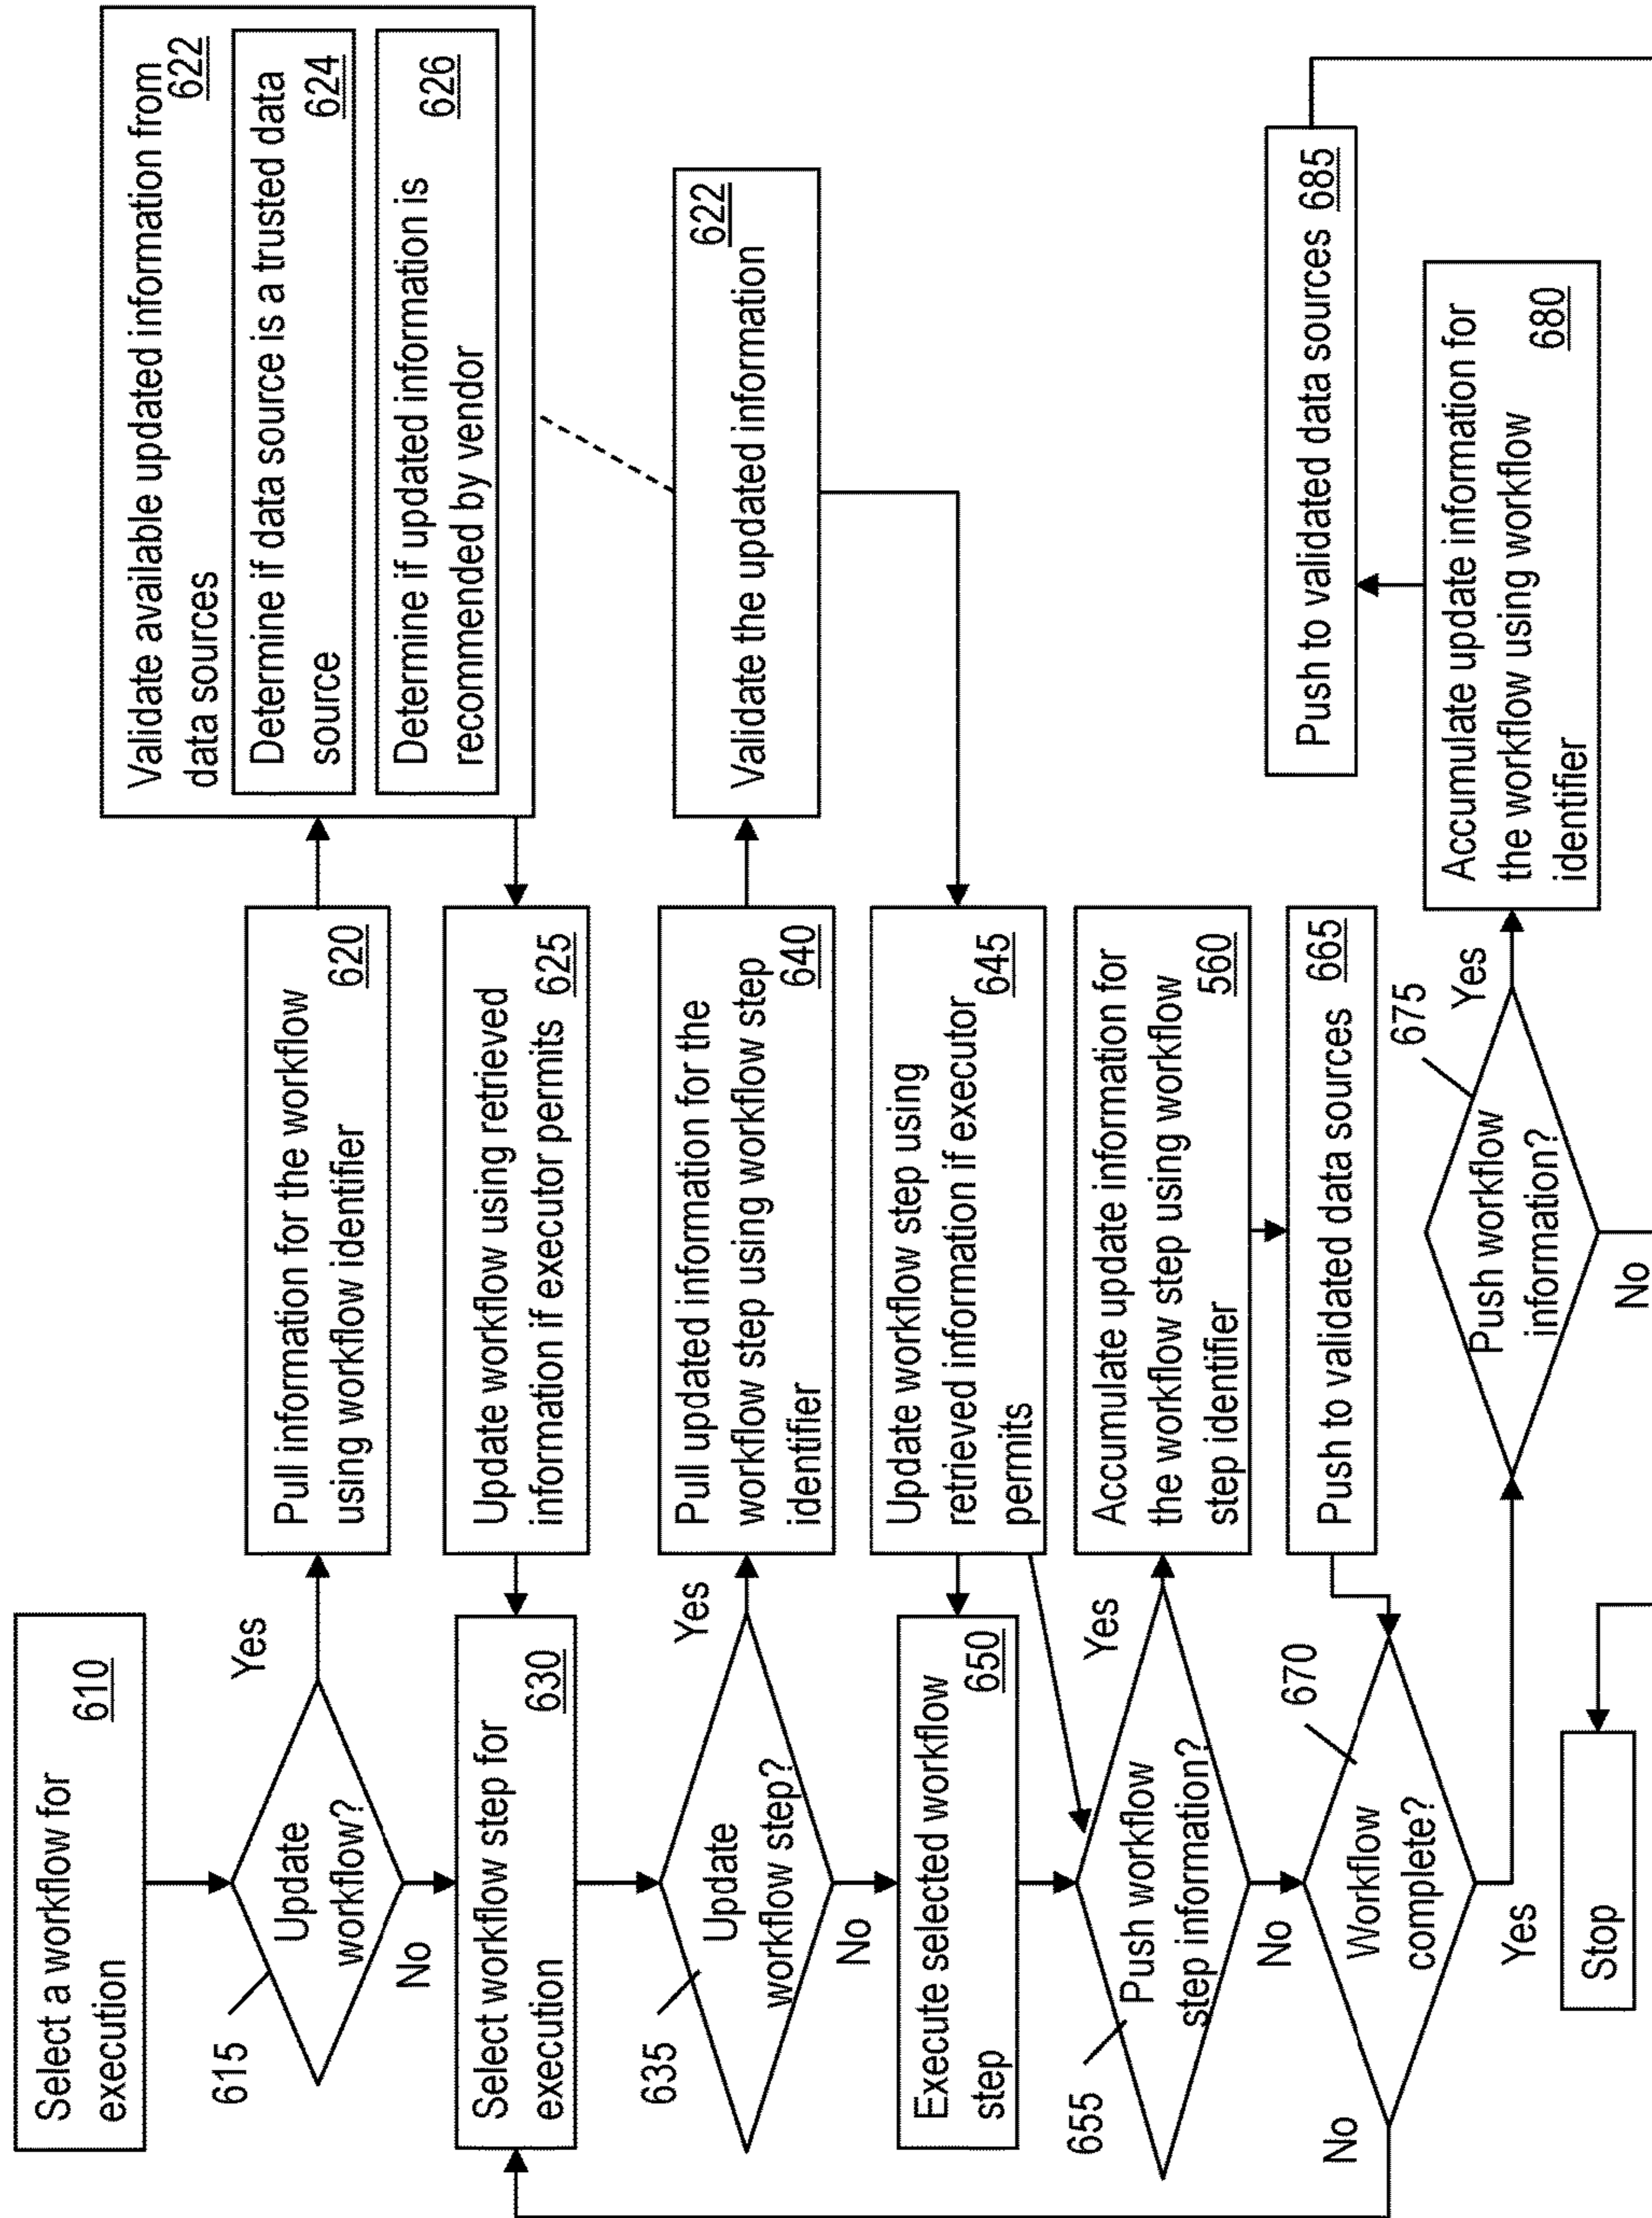 Select a workflow for
execution
610
615
Update
workflow?
Yes
No
Pull information for the workflow
using workflow identifier
620
Validate available updated information from
data sources
622
Determine if data source is a trusted data
source
624
Determine if updated information is
recommended by vendor
626
Update workflow using retrieved
information if executor permits 625
Select workflow step for
execution
630
635
Update
workflow step?
Yes
No
Pull updated information for the
workflow step using workflow step
identifier
640
622
Validate the updated information
Update workflow step using
retrieved information if executor
permits
645
Execute selected workflow
step
650
655
Push workflow
step information?
Yes
No
Accumulate update information for
the workflow step using workflow
step identifier
560
Push to validated data sources 665
670
Workflow
complete?
No
Yes
675
Push workflow
information?
Yes
No
Accumulate update information for
the workflow using workflow
identifier
680
Push to validated data sources 685
Stop